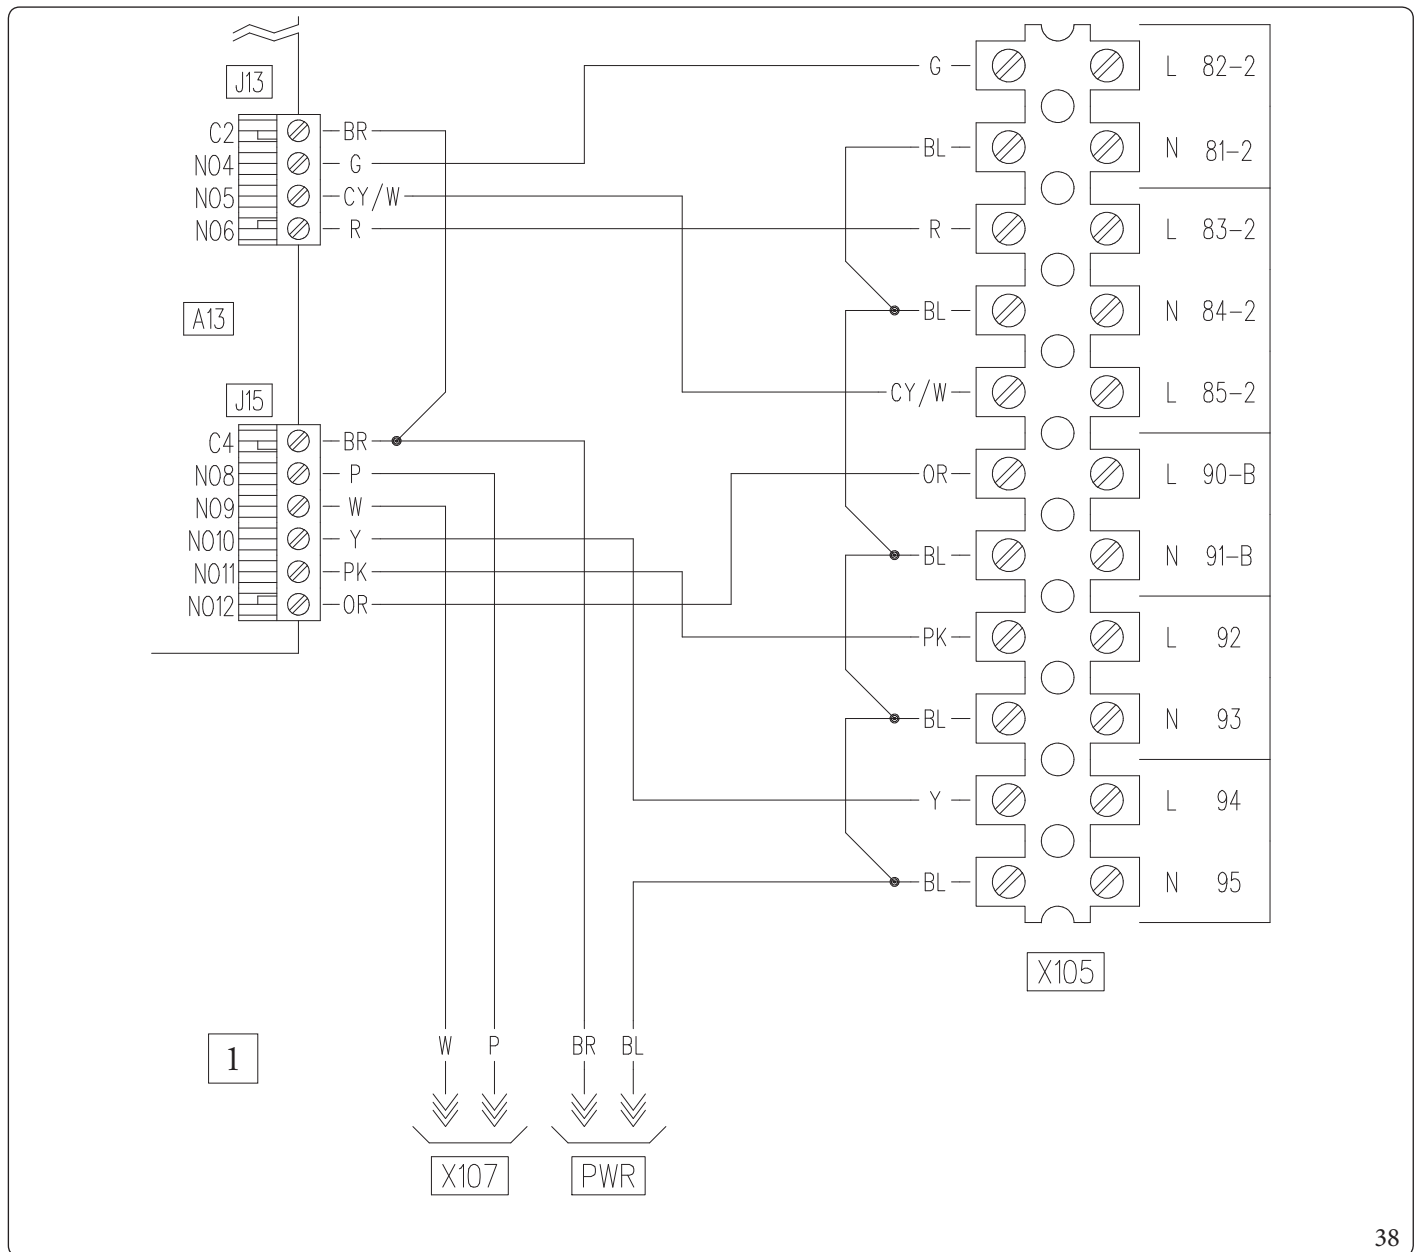 J13
C2 BR
NO4 G
NO5 CY/W
NO6 R
A13
J15
C4 BR
NO8 P
NO9 W
NO10 Y
NO11 PK
NO12 OR
G L 82-2
BL N 81-2
R L 83-2
BL N 84-2
CY/W L 85-2
OR L 90-B
BL N 91-B
PK L 92
BL N 93
Y L 94
BL N 95
X105
1
W P BR BL
X107 PWR
38